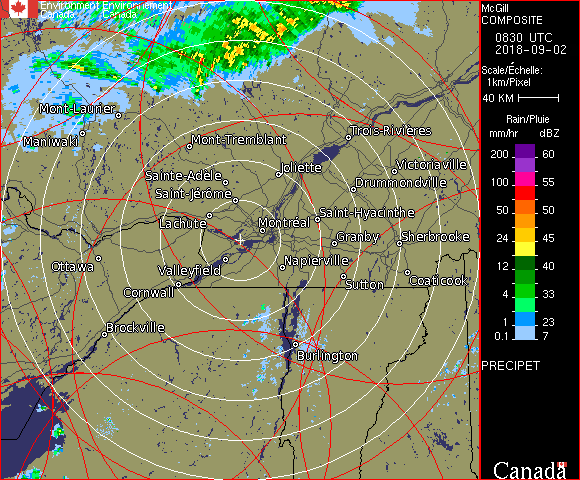 Environment Environnement
Canada Canada
McGill
COMPOSITE
0830 UTC
2018-09-02
Scale/Échelle:
1km/Pixel
40 KM
Rain/Pluie
mm/hr dBZ
200 60
100 55
50 50
24 45
12 40
4 33
1 23
0.1 7
PRECIPET
Mont-Laurier
Maniwaki
Mont-Tremblant
Trois-Rivières
Sainte-Adèle
Joliette
Victoriaville
Saint-Jérôme
Drummondville
Lachute
Montréal
Saint-Hyacinthe
Granby
Sherbrooke
Ottawa
Valleyfield
Napierville
Cornwall
Sutton
Coaticook
Brockville
Burlington
Canada